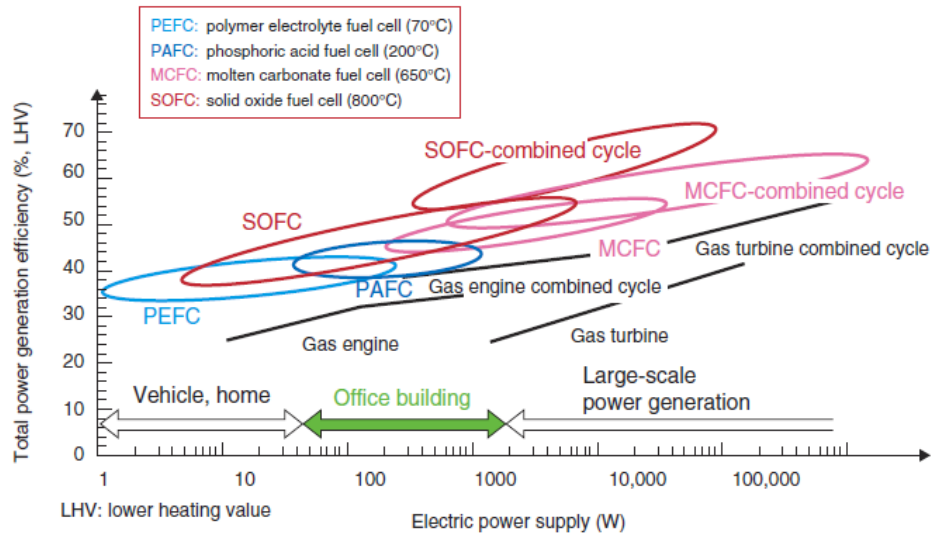 PEFC: polymer electrolyte fuel cell (70°C)
PAFC: phosphoric acid fuel cell (200°C)
MCFC: molten carbonate fuel cell (650°C)
SOFC: solid oxide fuel cell (800°C)
Total power generation efficiency (%, LHV)
70
60
50
40
30
20
10
0
SOFC-combined cycle
MCFC-combined cycle
SOFC
MCFC
Gas turbine combined cycle
PAFC
Gas engine combined cycle
PEFC
Gas engine
Gas turbine
Vehicle, home
Office building
Large-scale
power generation
0
1
10
100
1000
10,000
100,000
LHV: lower heating value
Electric power supply (W)